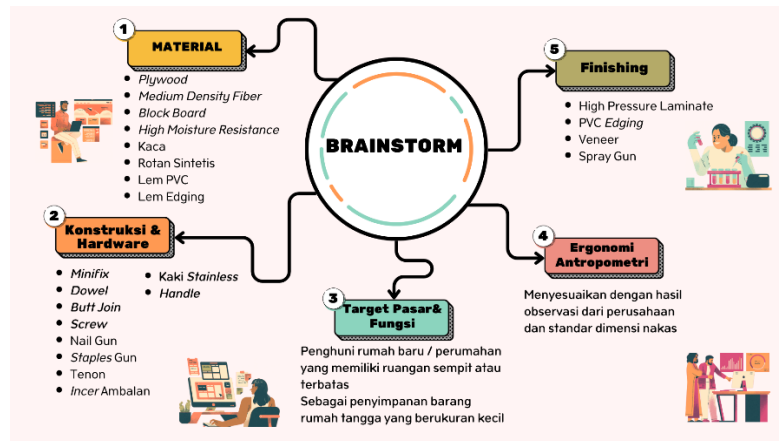 BRAINSTORM
1
MATERIAL
Plywood
Medium Density Fiber
Block Board
High Moisture Resistance
Kaca
Rotan Sintetis
Lem PVC
Lem Edging
2
Konstruksi &
Hardware
Minifix
Dowel
Butt Join
Screw
Nail Gun
Staples Gun
Tenon
Incer Ambalan
Kaki Stainless
Handle
3
Target Pasar&
Fungsi
Penghuni rumah baru / perumahan
yang memiliki ruangan sempit atau
terbatas
Sebagai penyimpanan barang
rumah tangga yang berukuran kecil
4
Ergonomi
Antropometri
Menyesuaikan dengan hasil
observasi dari perusahaan
dan standar dimensi nakas
5
Finishing
High Pressure Laminate
PVC Edging
Veneer
Spray Gun